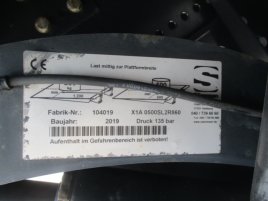 CE
Last mittig zur Plattformbreite
S
Fabrik-Nr.: 104019 X1A 0500SL2R860
Baujahr: 2019 Druck 135 bar
Aufenthalt im Gefahrenbereich ist verboten!